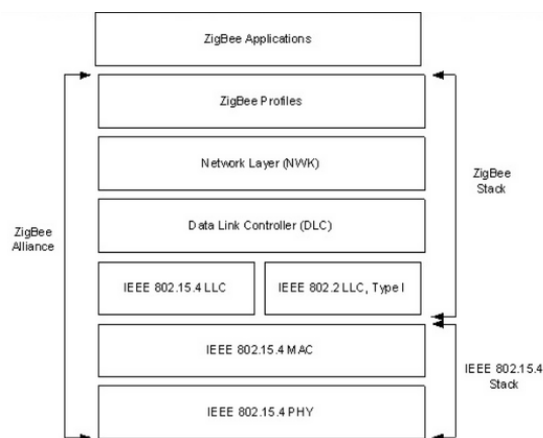 ZigBee Applications
ZigBee Profiles
Network Layer (NWK)
ZigBee
Stack
Data Link Controller (DLC)
ZigBee
Alliance
IEEE 802.15.4 LLC
IEEE 802.2 LLC, Type I
IEEE 802.15.4 MAC
IEEE 802.15.4
Stack
IEEE 802.15.4 PHY